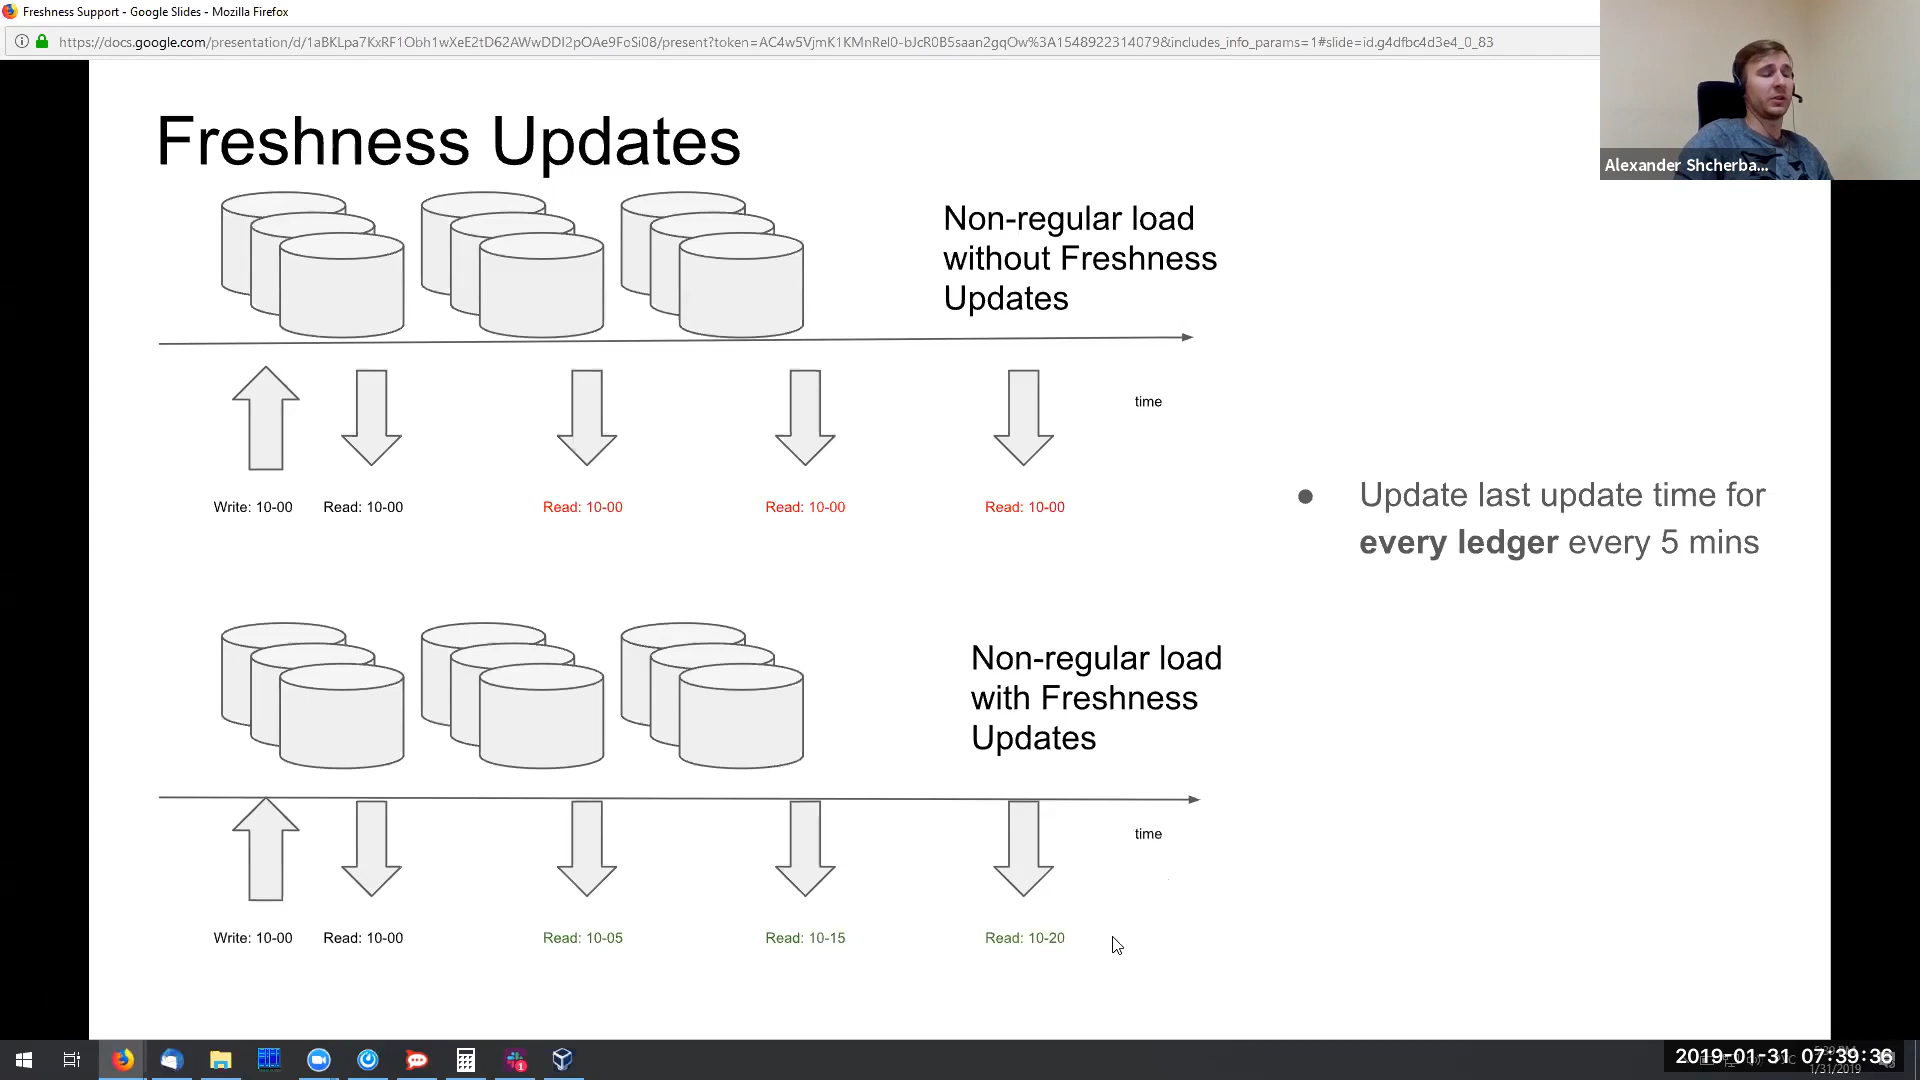 Freshness Support - Google Slides - Mozilla Firefox
https://docs.google.com/presentation/d/1aBKLpa7KxRF1Obh1wXeE2tD62AWwDDI2pOAe9FoSi08/present?token=AC4w5VjmK1KMnRel0-bJcR0B5saan2gqOw%3A1548922314079&includes_info_params=1#slide=id.g4dfbc4d3e4_0_83
Alexander Shcherba...
Freshness Updates
Non-regular load
without Freshness
Updates
time
Write: 10-00 Read: 10-00 Read: 10-00 Read: 10-00 Read: 10-00
● Update last update time for
every ledger every 5 mins
Non-regular load
with Freshness
Updates
time
Write: 10-00 Read: 10-00 Read: 10-05 Read: 10-15 Read: 10-20
2019-01-31 07:39:36
1/31/2019